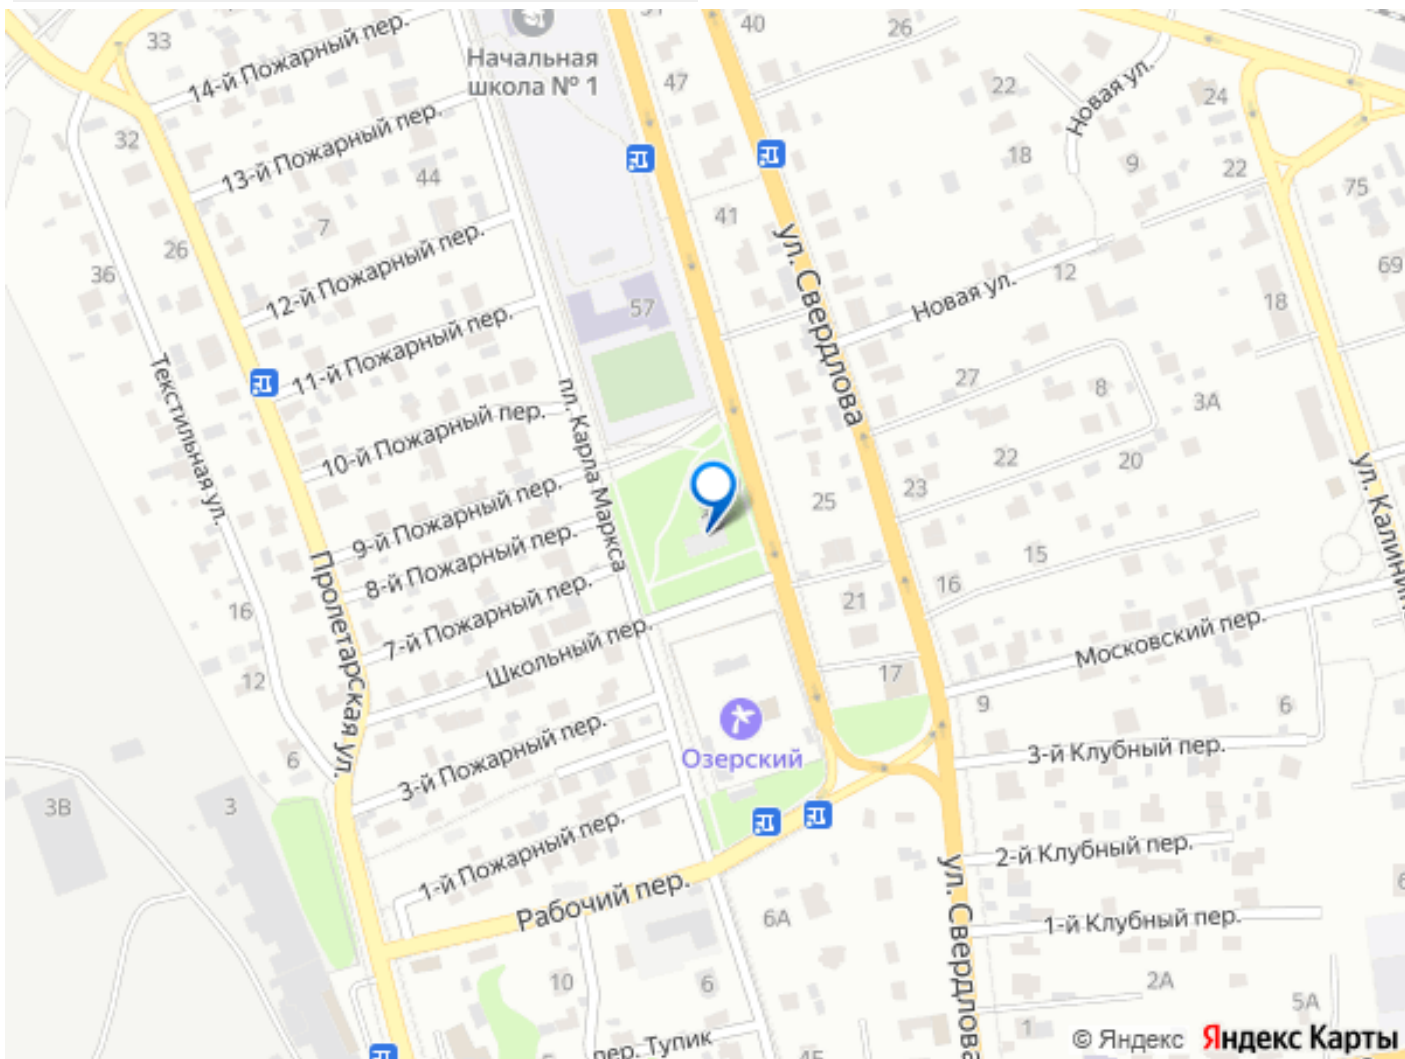 33
14-й Пожарный пер.
Начальная
школа № 1
40
26
47
22
Новая ул.
24
32
13-й Пожарный пер.
44
18
9
22
75
7
41
26
36
12-й Пожарный пер.
ул. Свердлова
12
Новая ул.
69
57
18
11-й Пожарный пер.
Текстильная ул.
пл. Карла Маркса
27
8
3А
10-й Пожарный пер.
22
20
ул. Калинин
23
25
9-й Пожарный пер.
8-й Пожарный пер.
15
16
16
21
7-й Пожарный пер.
Пролетарская ул.
Школьный пер.
Московский пер.
12
17
9
6
3-й Пожарный пер.
Озерский
3-й Клубный пер.
6
3В
3
1-й Пожарный пер.
2-й Клубный пер.
Рабочий пер.
6А
1-й Клубный пер.
ул. Свердлова
10
6
2А
5А
1
пер. Тупик
© Яндекс Яндекс Карты